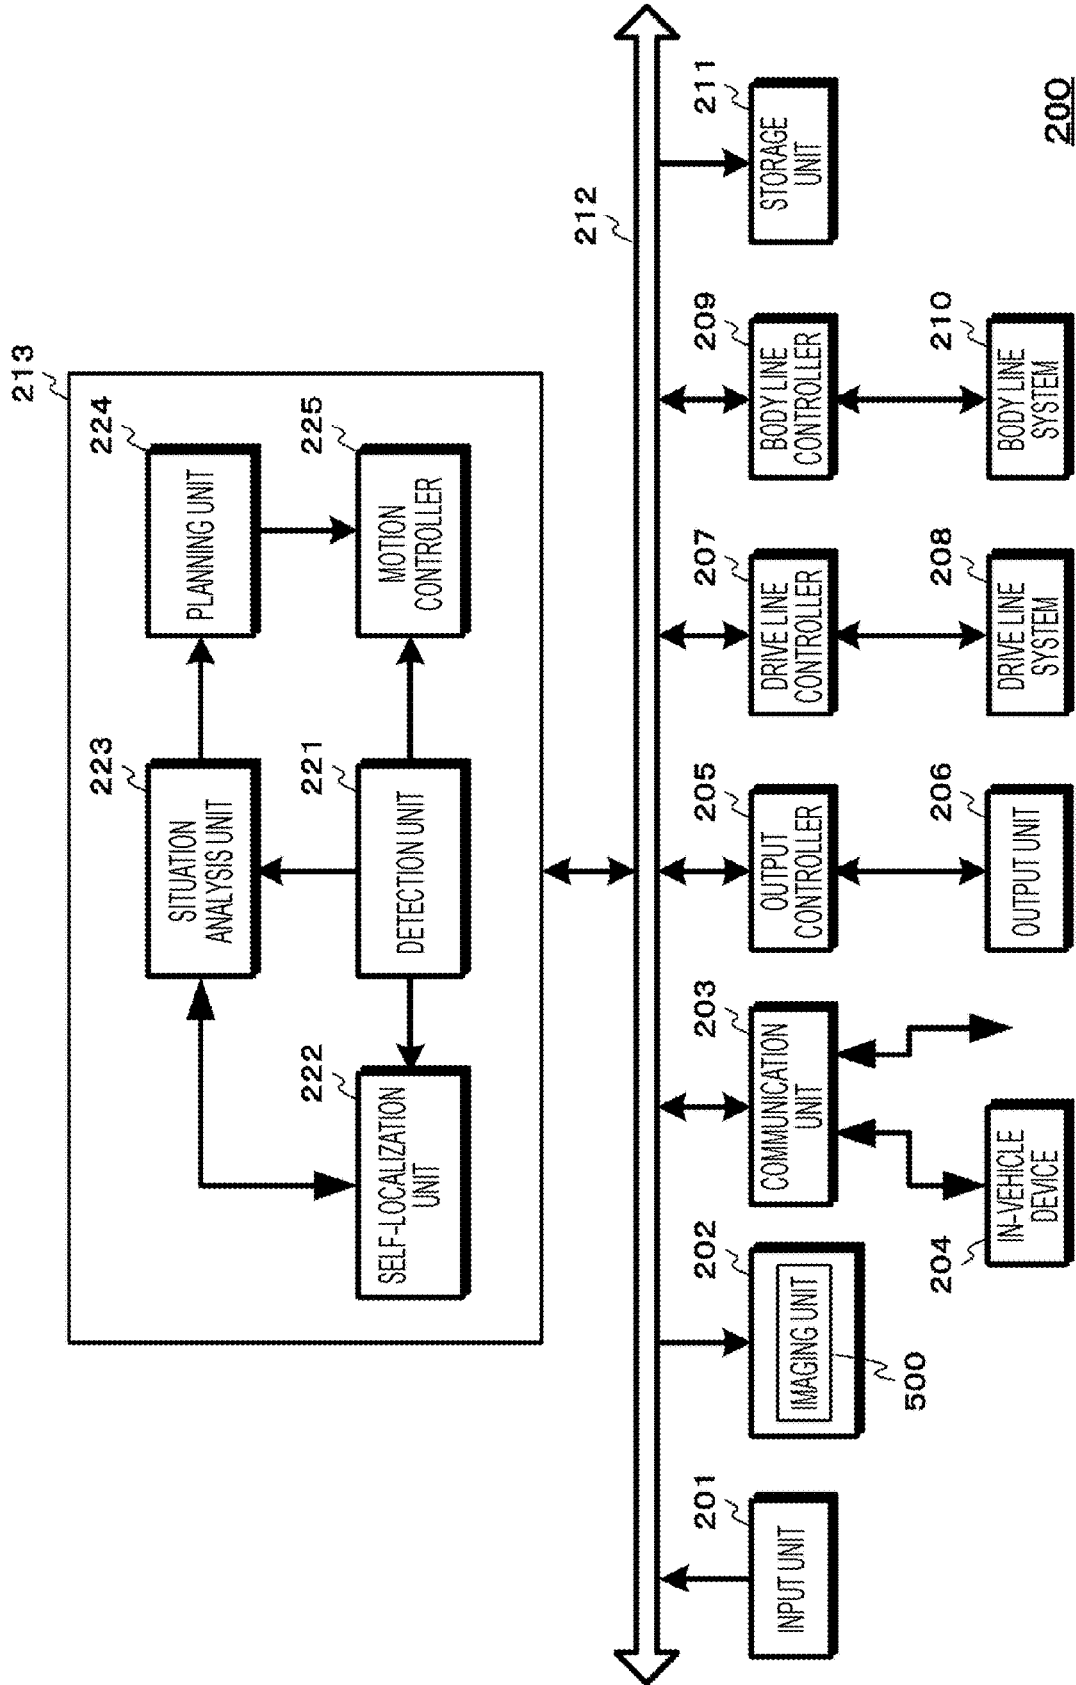 213
223
SITUATION
ANALYSIS UNIT
224
PLANNING UNIT
222
SELF-LOCALIZATION
UNIT
221
DETECTION UNIT
225
MOTION
CONTROLLER
212
201
INPUT UNIT
202
IMAGING UNIT
500
203
COMMUNICATION
UNIT
205
OUTPUT
CONTROLLER
207
DRIVE LINE
CONTROLLER
209
BODY LINE
CONTROLLER
211
STORAGE
UNIT
204
IN-VEHICLE
DEVICE
206
OUTPUT UNIT
208
DRIVE LINE
SYSTEM
210
BODY LINE
SYSTEM
200